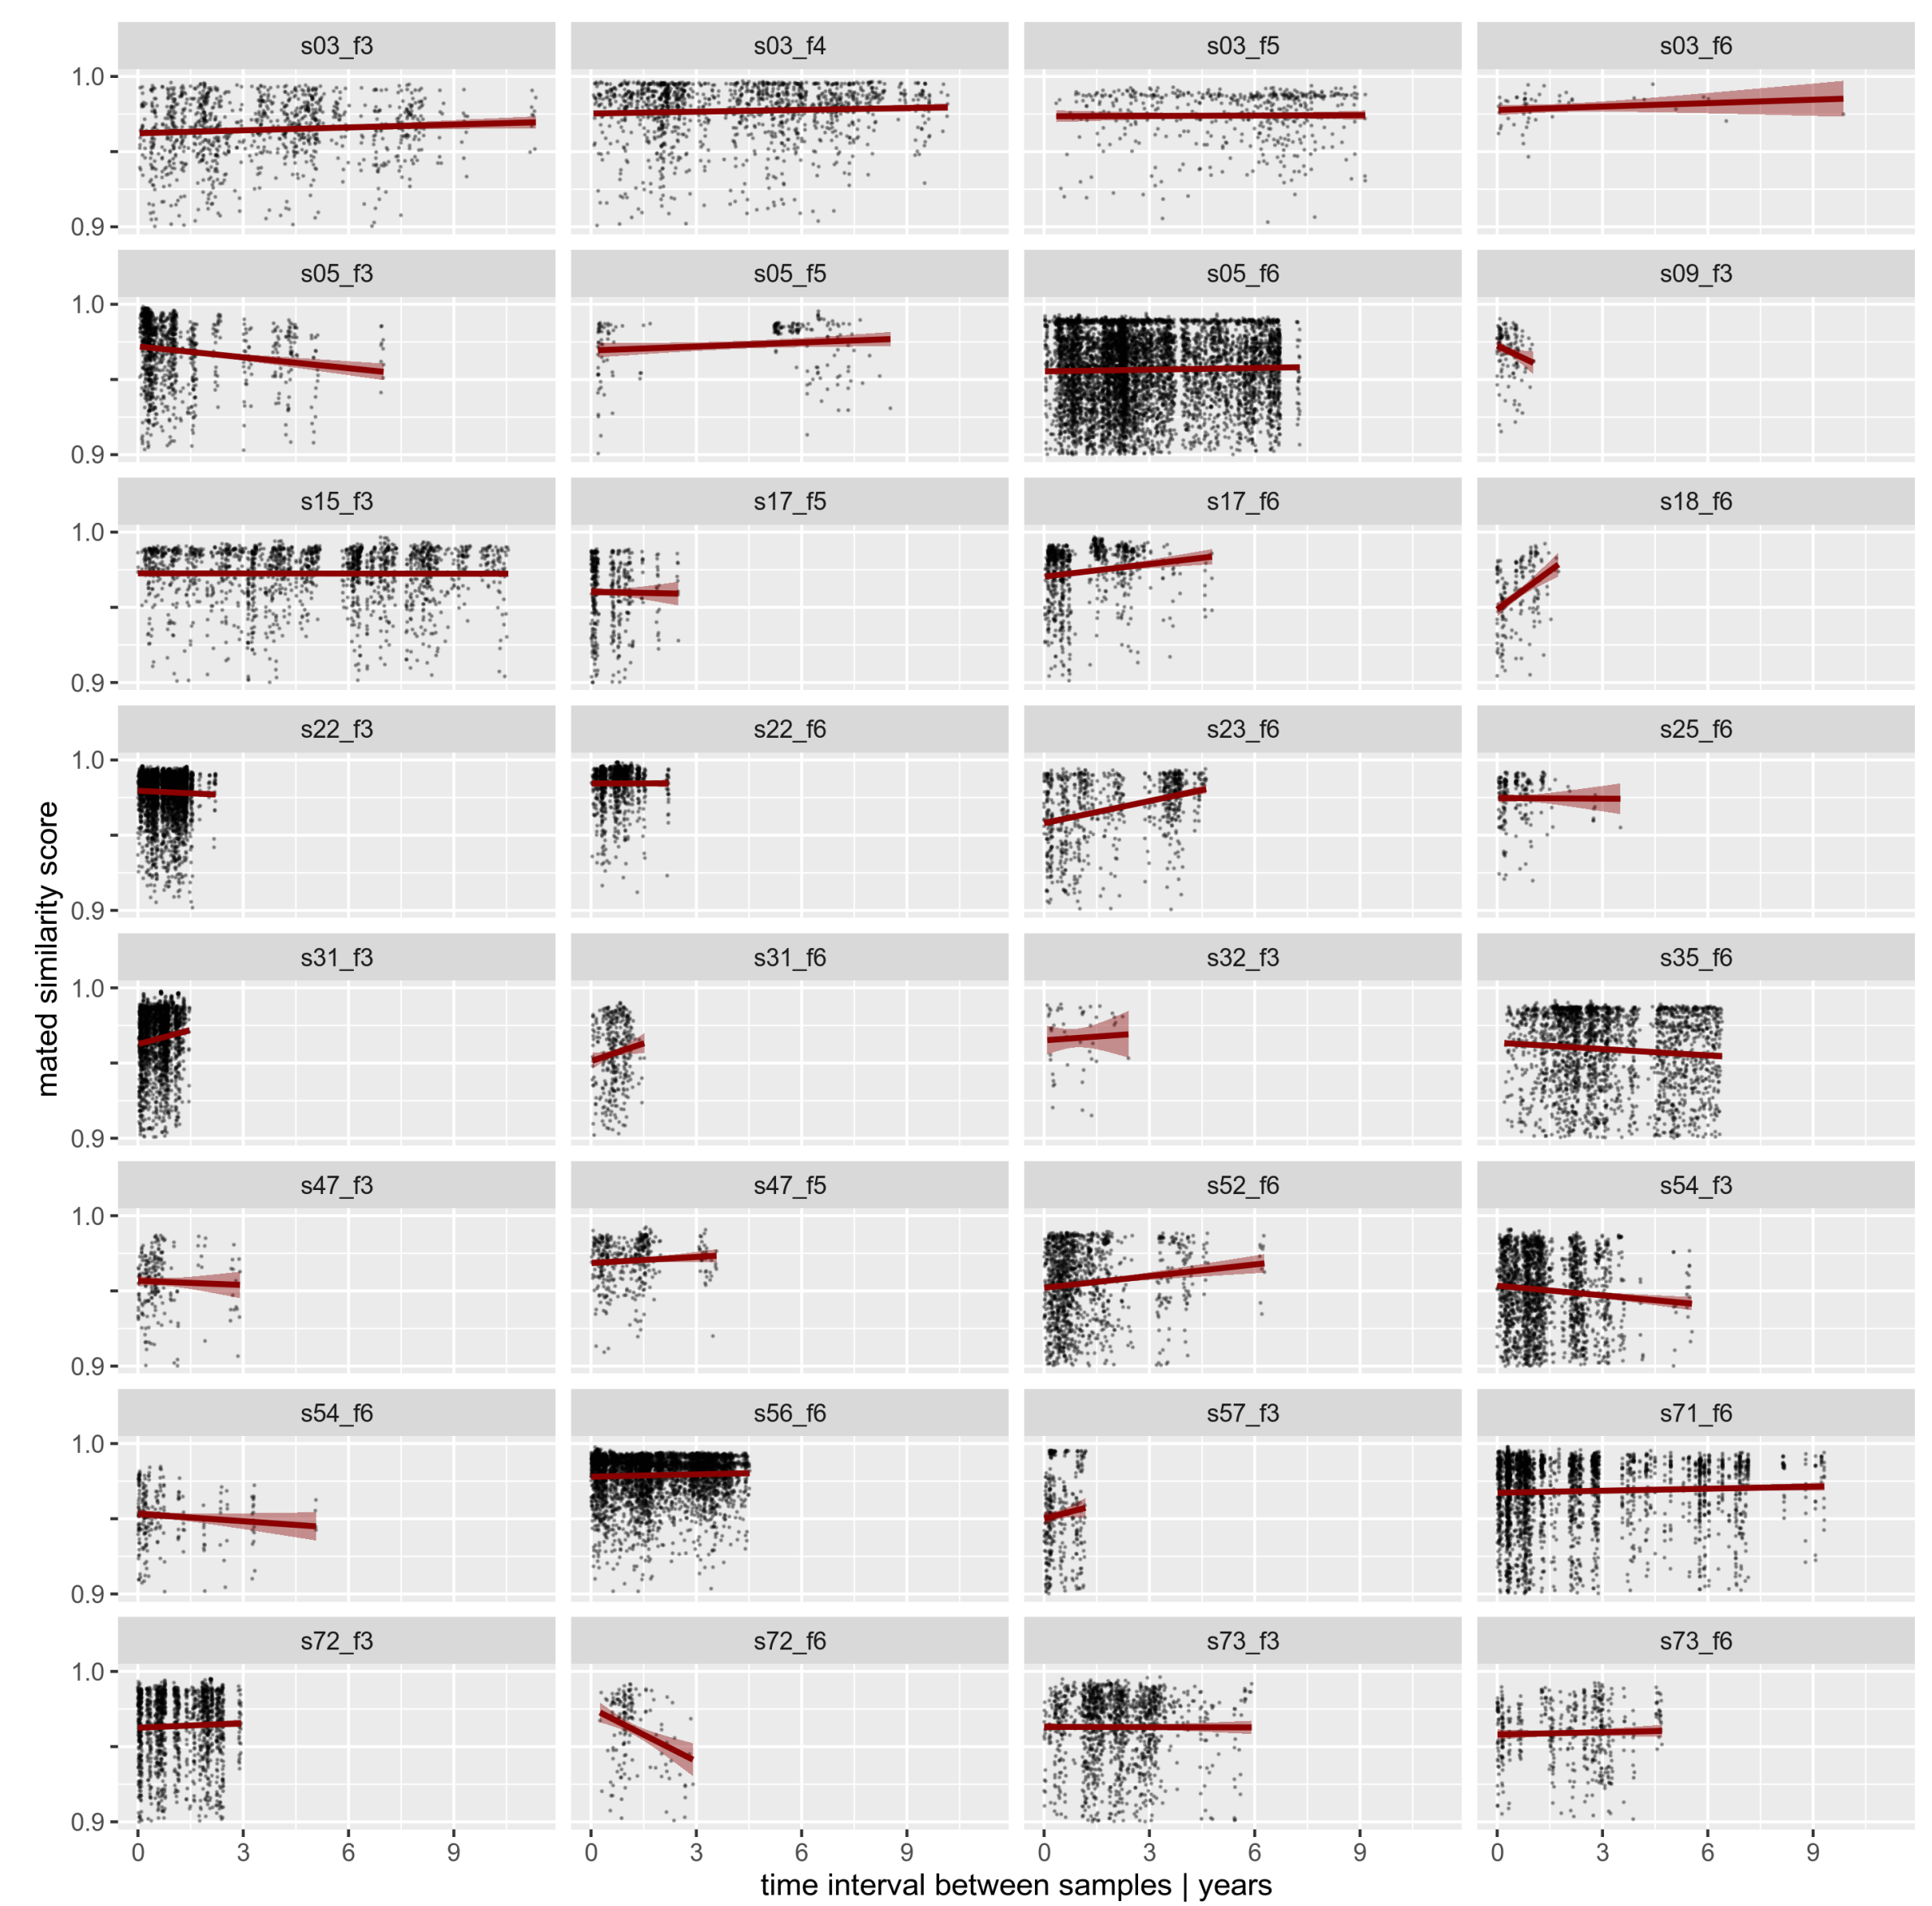 s03_f3 s03_f4 s03_f5 s03_f6
1.0
0.9
s05_f3 s05_f5 s05_f6 s09_f3
1.0
0.9
s15_f3 s17_f5 s17_f6 s18_f6
1.0
0.9
s22_f3 s22_f6 s23_f6 s25_f6
1.0
0.9
s31_f3 s31_f6 s32_f3 s35_f6
1.0
0.9
s47_f3 s47_f5 s52_f6 s54_f3
1.0
0.9
s54_f6 s56_f6 s57_f3 s71_f6
1.0
0.9
s72_f3 s72_f6 s73_f3 s73_f6
1.0
0.9
mated similarity score
0 3 6 9 0 3 6 9 0 3 6 9 0 3 6 9
time interval between samples | years